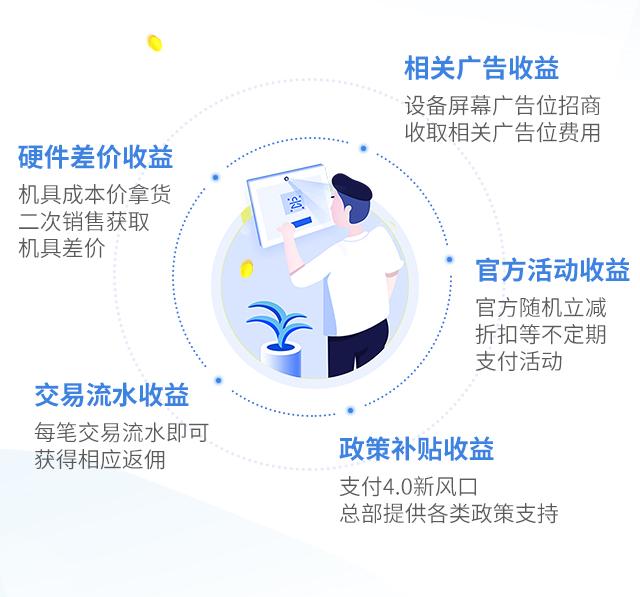 相关广告收益
设备屏幕广告位招商
收取相关广告位费用
硬件差价收益
机具成本价拿货
二次销售获取
机具差价
官方活动收益
官方随机立减
折扣等不定期
支付活动
交易流水收益
每笔交易流水即可
获得相应返佣
政策补贴收益
支付4.0新风口
总部提供各类政策支持